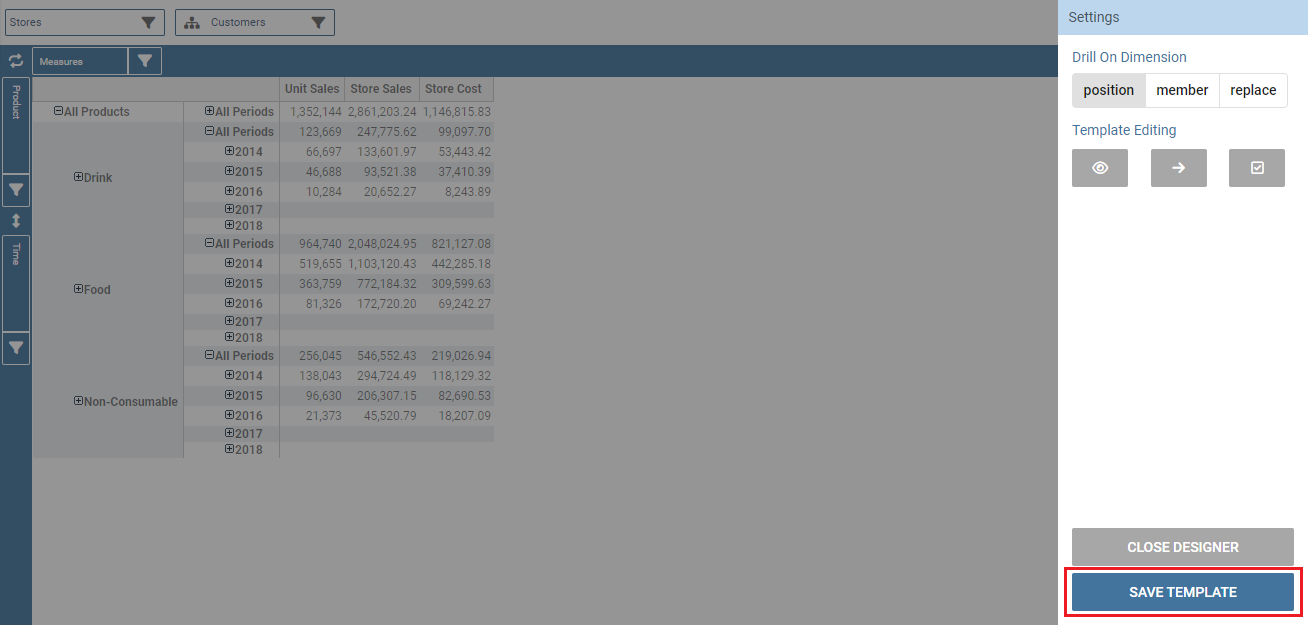 Stores Customers
Settings
Measures
Drill On Dimension
position member replace
Template Editing
Product
Time
Unit Sales Store Sales Store Cost
All Products All Periods 1,352,144 2,861,203.24 1,146,815.83
All Periods 123,669 247,775.62 99,097.70
2014 66,697 133,601.97 53,443.42
Drink 2015 46,688 93,521.38 37,410.39
2016 10,284 20,652.27 8,243.89
2017
2018
All Periods 964,740 2,048,024.95 821,127.08
2014 519,655 1,103,120.43 442,285.18
Food 2015 363,759 772,184.32 309,599.63
2016 81,326 172,720.20 69,242.27
2017
2018
All Periods 256,045 546,552.43 219,026.94
2014 138,043 294,724.49 118,129.32
Non-Consumable 2015 96,630 206,307.15 82,690.53
2016 21,373 45,520.79 18,207.09
2017
2018
CLOSE DESIGNER
SAVE TEMPLATE